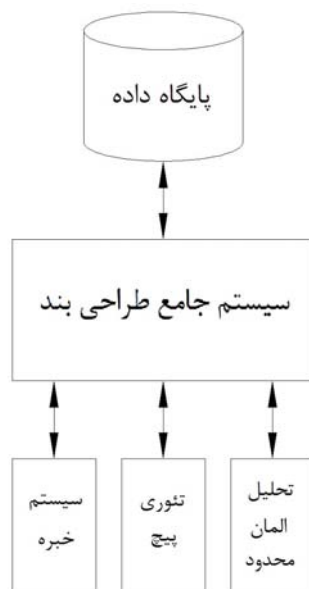 پایگاه داده
سیستم جامع طراحی بند
تحلیل
المان
محدود
تئوری
پیچ
سیستم
خبره